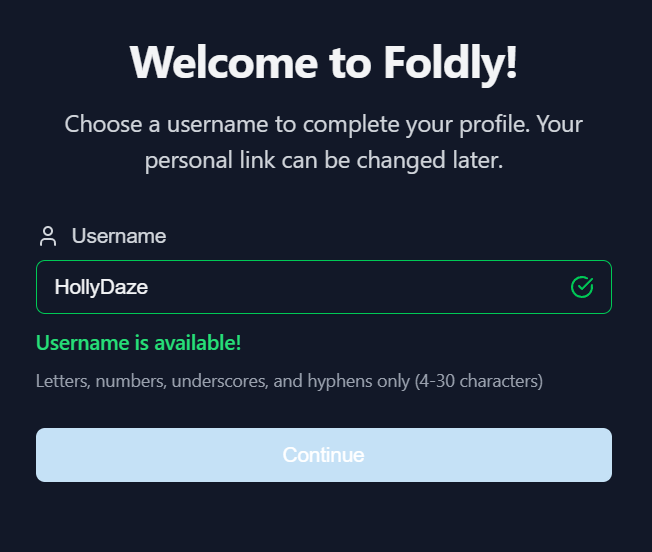 Welcome to Foldly!
Choose a username to complete your profile. Your
personal link can be changed later.
Username
HollyDaze
Username is available!
Letters, numbers, underscores, and hyphens only (4-30 characters)
Continue